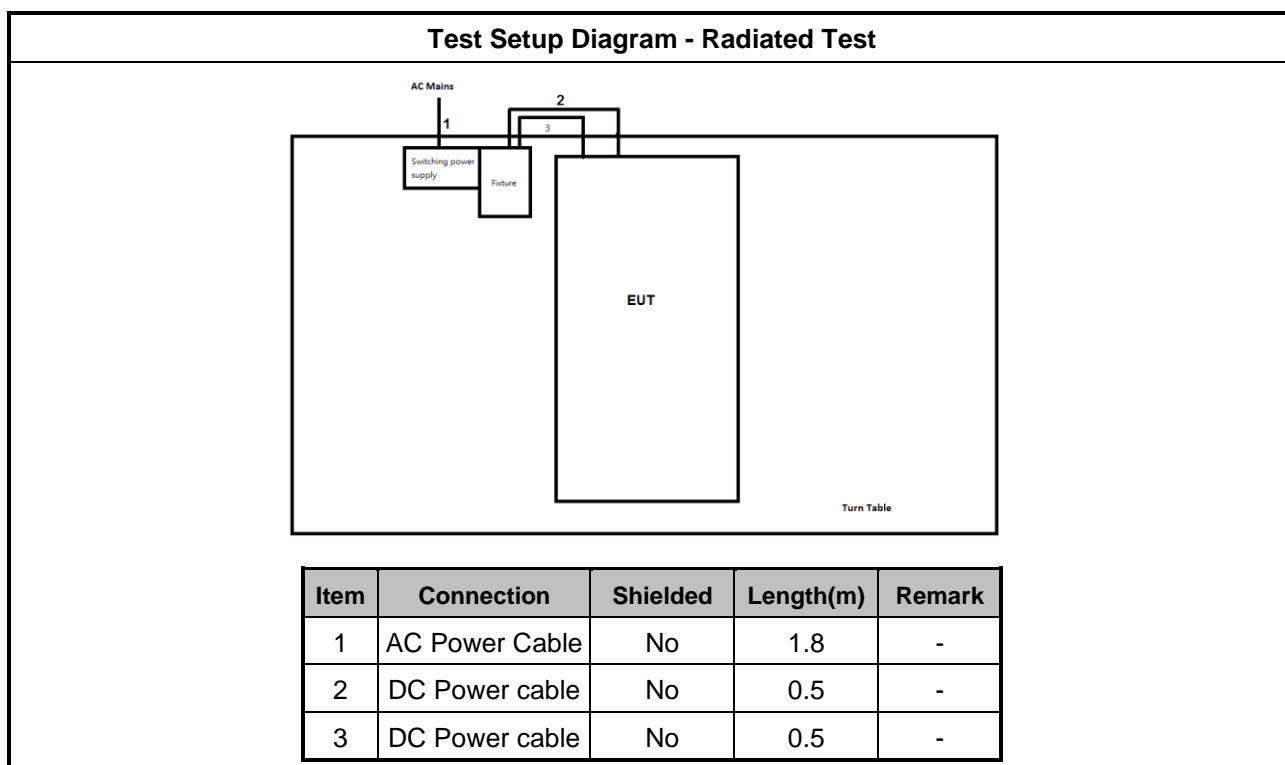 Test Setup Diagram - Radiated Test
AC Mains
1
2
3
Switching power
supply
Fixture
EUT
Turn Table
Item Connection Shielded Length(m) Remark
1 AC Power Cable No 1.8 -
2 DC Power cable No 0.5 -
3 DC Power cable No 0.5 -